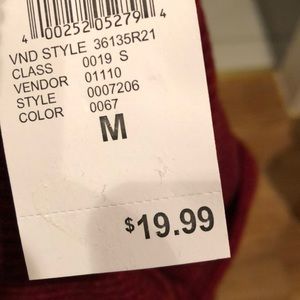 4 00252 05279 4
VND STYLE 36135R21
CLASS 0019 S
VENDOR 01110
STYLE 0007206
COLOR 0067
M
$19.99